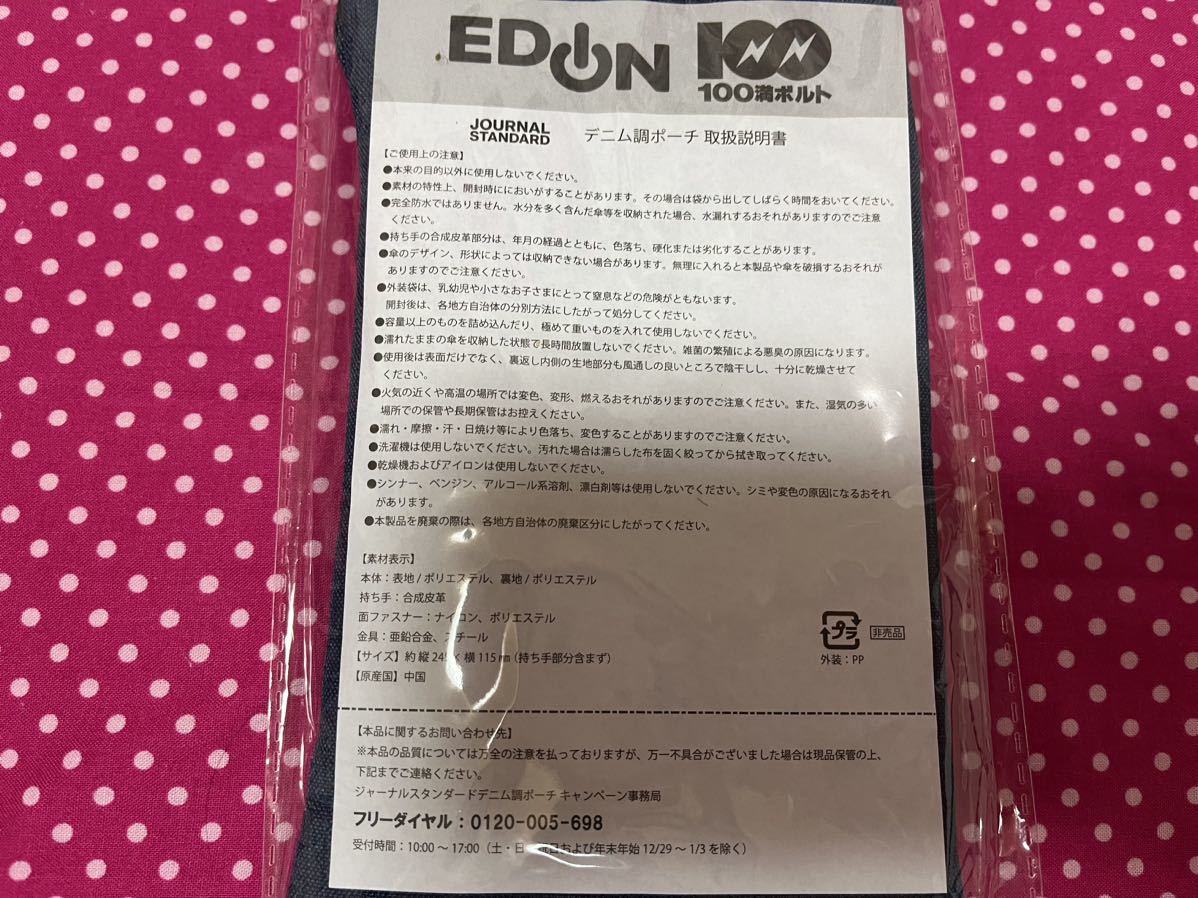 EDION 100
100満ボルト
JOURNAL STANDARD デニム調ポーチ 取扱説明書
【ご使用上の注意】
●本来の目的以外に使用しないでください。
●素材の特性上、開封時ににおいがすることがあります。その場合は袋から出してしばらく時間をおいてください。
●完全防水ではありません。水分を多く含んだ傘等を収納された場合、水漏れするおそれがありますのでご注意
ください。
●持ち手の合成皮革部分は、年月の経過とともに、色落ち、硬化または劣化することがあります。
●傘のデザイン、形状によっては収納できない場合があります。無理に入れると本製品や傘を破損するおそれが
ありますのでご注意ください。
●外装袋は、乳幼児や小さなお子さまにとって窒息などの危険がともないます。
開封後は、各地方自治体の分別方法にしたがって処分してください。
●容量以上のものを詰め込んだり、極めて重いものを入れて使用しないでください。
●濡れたままの傘を収納した状態で長時間放置しないでください。雑菌の繁殖による悪臭の原因になります。
●使用後は表面だけでなく、裏返し内側の生地部分も風通しの良いところで陰干しし、十分に乾燥させて
ください。
●火気の近くや高温の場所では変色、変形、燃えるおそれがありますのでご注意ください。また、湿気の多い
場所での保管や長期保管はお控えください。
●濡れ・摩擦・汗・日焼け等により色落ち、変色することがありますのでご注意ください。
●洗濯機は使用しないでください。汚れた場合は濡らした布を固く絞ってから拭き取ってください。
●乾燥機およびアイロンは使用しないでください。
●シンナー、ベンジン、アルコール系溶剤、漂白剤等は使用しないでください。シミや変色の原因になるおそれ
があります。
●本製品を廃棄の際は、各地方自治体の廃棄区分にしたがってください。
【素材表示】
本体：表地/ポリエステル、裏地/ポリエステル
持ち手：合成皮革
面ファスナー：ナイロン、ポリエステル
金具：亜鉛合金、スチール
プラ 非売品
【サイズ】約 縦 245× 横 115㎜（持ち手部分含まず）
外装：PP
【原産国】中国
【本品に関するお問い合わせ先】
※本品の品質については万全の注意を払っておりますが、万一不具合がございました場合は現品保管の上、
下記までご連絡ください。
ジャーナルスタンダードデニム調ポーチ キャンペーン事務局
フリーダイヤル：0120-005-698
受付時間：10:00〜17:00（土・日・祝日および年末年始 12/29〜1/3を除く）